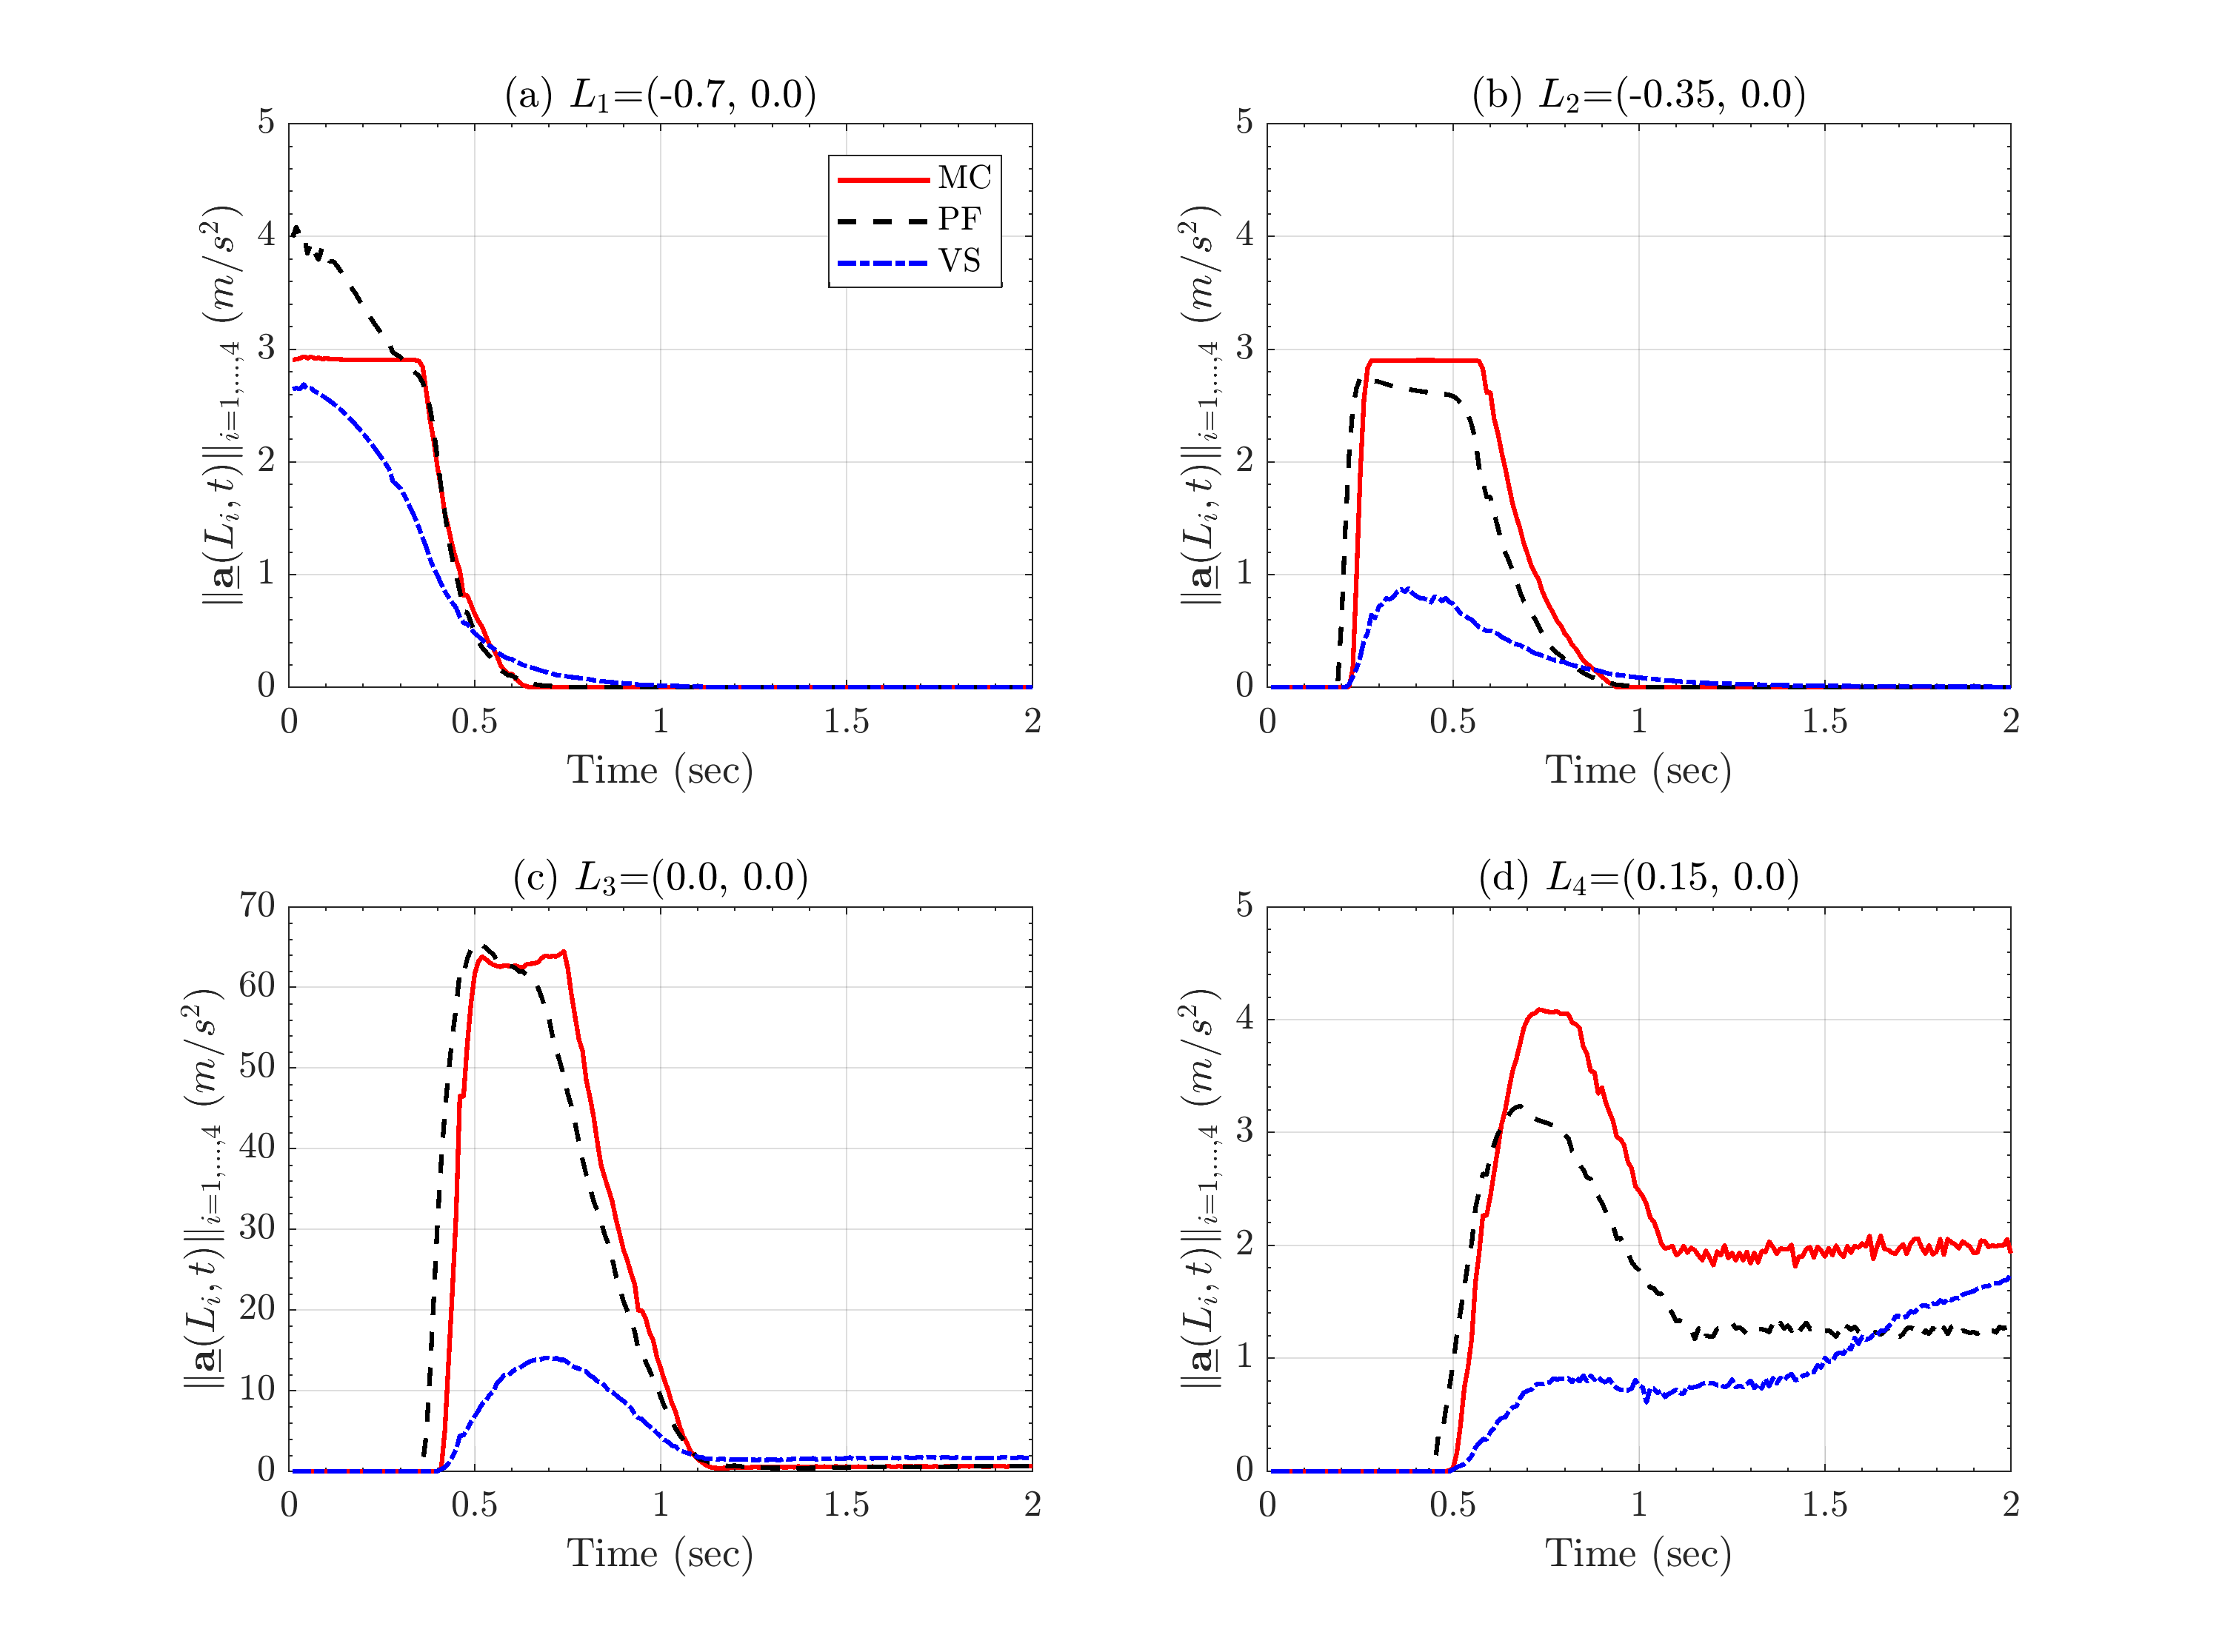 (a) L₁=(-0.7, 0.0)
5
4
3
2
1
0
||a̲(Lᵢ, t)||ᵢ₌₁,...,₄ (m/s²)
MC
PF
VS
0 0.5 1 1.5 2
Time (sec)
(b) L₂=(-0.35, 0.0)
5
4
3
2
1
0
||a̲(Lᵢ, t)||ᵢ₌₁,...,₄ (m/s²)
0 0.5 1 1.5 2
Time (sec)
(c) L₃=(0.0, 0.0)
70
60
50
40
30
20
10
0
||a̲(Lᵢ, t)||ᵢ₌₁,...,₄ (m/s²)
0 0.5 1 1.5 2
Time (sec)
(d) L₄=(0.15, 0.0)
5
4
3
2
1
0
||a̲(Lᵢ, t)||ᵢ₌₁,...,₄ (m/s²)
0 0.5 1 1.5 2
Time (sec)